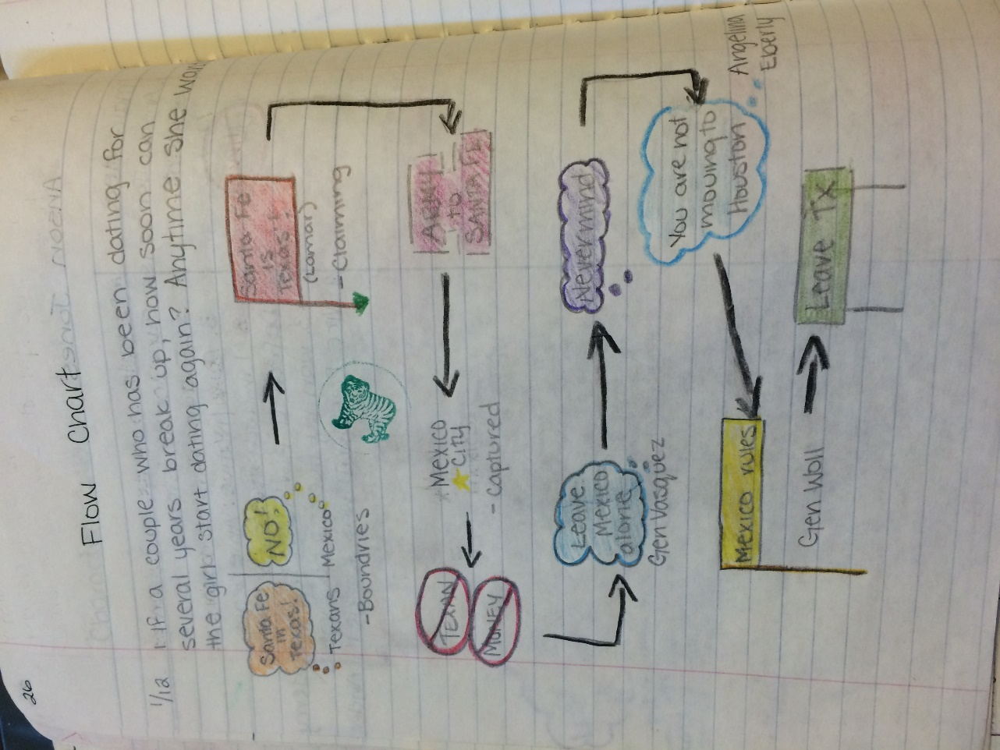 26
Flow Chart
1/12 1. If a couple who has been dating for
several years break up, how soon can
the girl start dating again? Anytime she
Santa Fe
in
Texas!
NO!
Texans
Mexico
-Boundries
Santa Fe
is
Texas!
(Lamar)
-Claiming
ARMY
to
SANTA FE
Mexico
City
-Captured
TEXAN
MONEY
Leave
Mexico
alone
Gen Vasquez
Nevermind
You are not
moving to
Houston
Angelina
Eberly
Mexico rules
Gen Woll
Leave TX